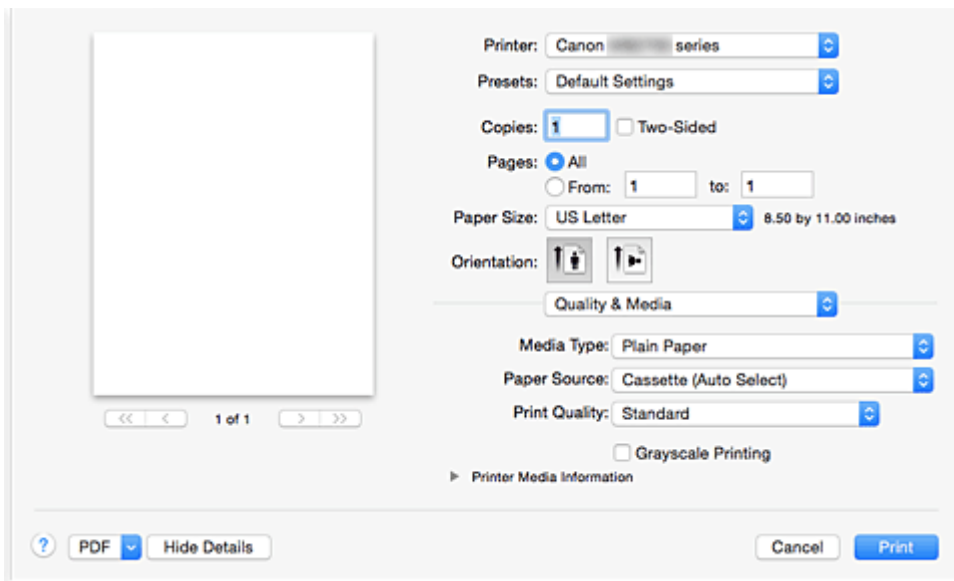 Printer: Canon series
Presets: Default Settings
Copies: 1 Two-Sided
Pages: All
From: 1 to: 1
Paper Size: US Letter 8.50 by 11.00 inches
Orientation:
Quality & Media
Media Type: Plain Paper
Paper Source: Cassette (Auto Select)
1 of 1 Print Quality: Standard
Grayscale Printing
Printer Media Information
? PDF Hide Details Cancel Print